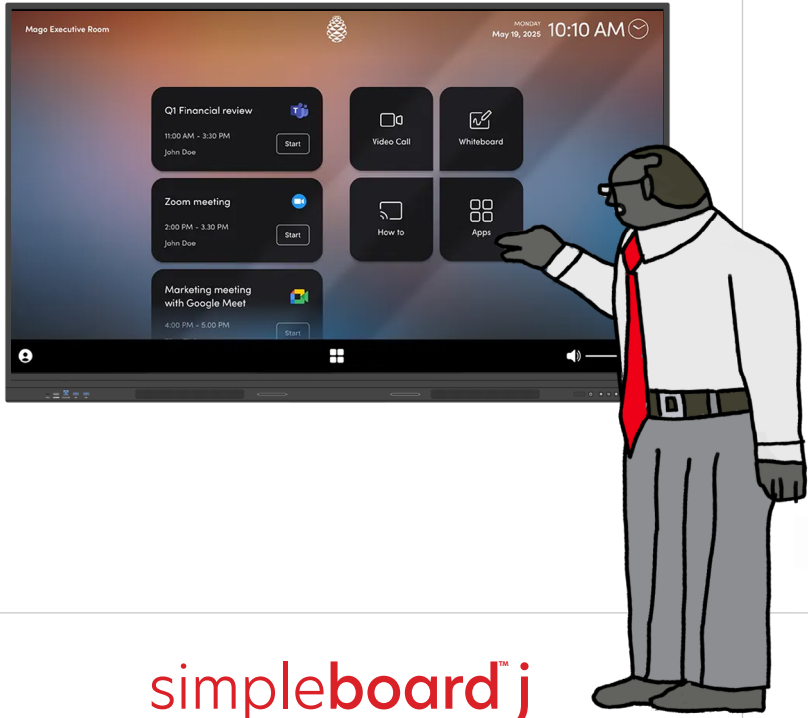 Mago Executive Room
MONDAY
May 19, 2025
10:10 AM
Q1 Financial review
11:00 AM - 3:30 PM
John Doe
Start
Video Call
Whiteboard
Zoom meeting
2:00 PM - 3.30 PM
John Doe
Start
How to
Apps
Marketing meeting
with Google Meet
4:00 PM - 5.00 PM
Start
simpleboard™ j